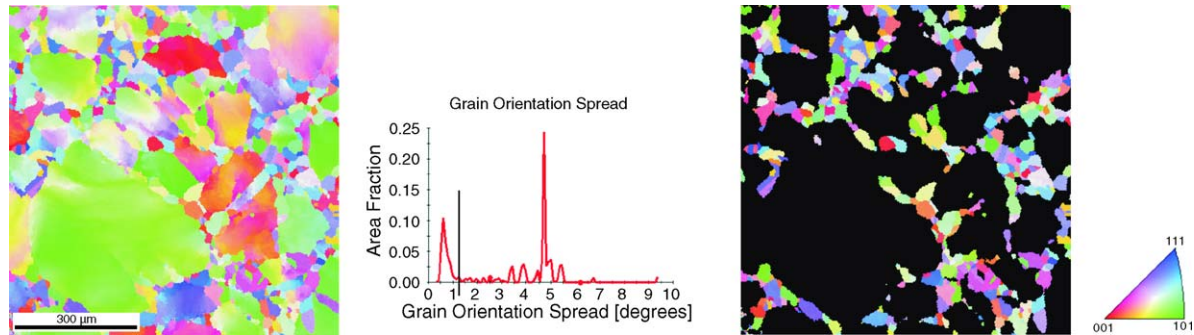 300 µm
Grain Orientation Spread
Area Fraction
0.25
0.20
0.15
0.10
0.05
0.00
0 1 2 3 4 5 6 7 8 9 10
Grain Orientation Spread [degrees]
111
001 101